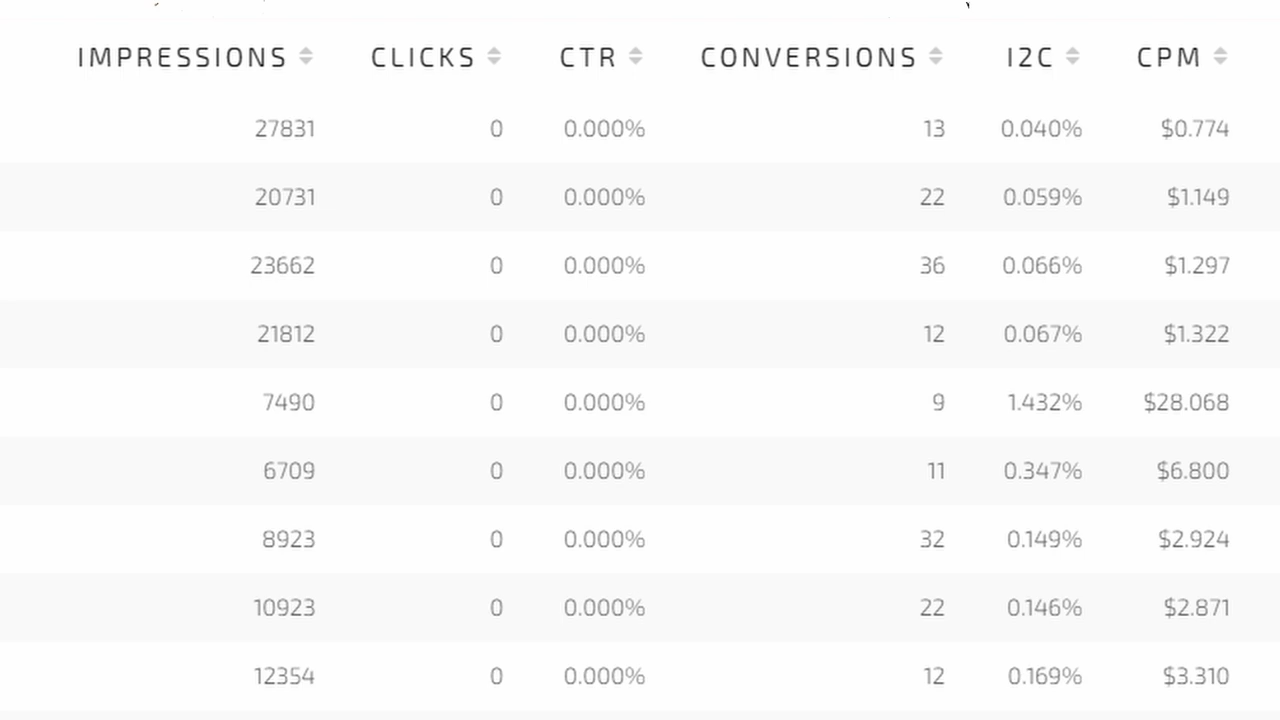 IMPRESSIONS CLICKS CTR CONVERSIONS I2C CPM
27831 0 0.000% 13 0.040% $0.774
20731 0 0.000% 22 0.059% $1.149
23662 0 0.000% 36 0.066% $1.297
21812 0 0.000% 12 0.067% $1.322
7490 0 0.000% 9 1.432% $28.068
6709 0 0.000% 11 0.347% $6.800
8923 0 0.000% 32 0.149% $2.924
10923 0 0.000% 22 0.146% $2.871
12354 0 0.000% 12 0.169% $3.310